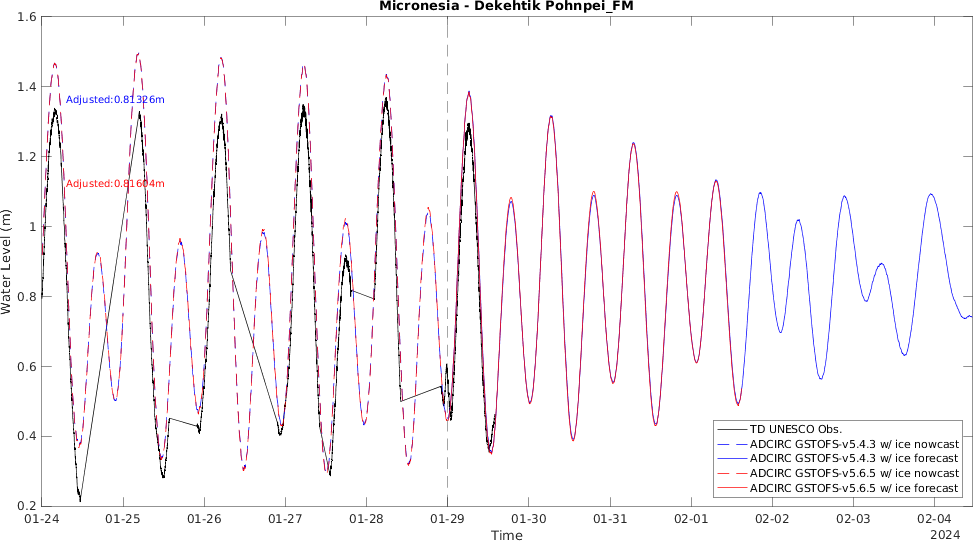 Micronesia - Dekehtik Pohnpei_FM
1.6
1.4
1.2
1
0.8
0.6
0.4
0.2
Water Level (m)
Adjusted:0.81326m
Adjusted:0.81604m
TD UNESCO Obs.
ADCIRC GSTOFS-v5.4.3 w/ ice nowcast
ADCIRC GSTOFS-v5.4.3 w/ ice forecast
ADCIRC GSTOFS-v5.6.5 w/ ice nowcast
ADCIRC GSTOFS-v5.6.5 w/ ice forecast
01-24 01-25 01-26 01-27 01-28 01-29 01-30 01-31 02-01 02-02 02-03 02-04
2024
Time